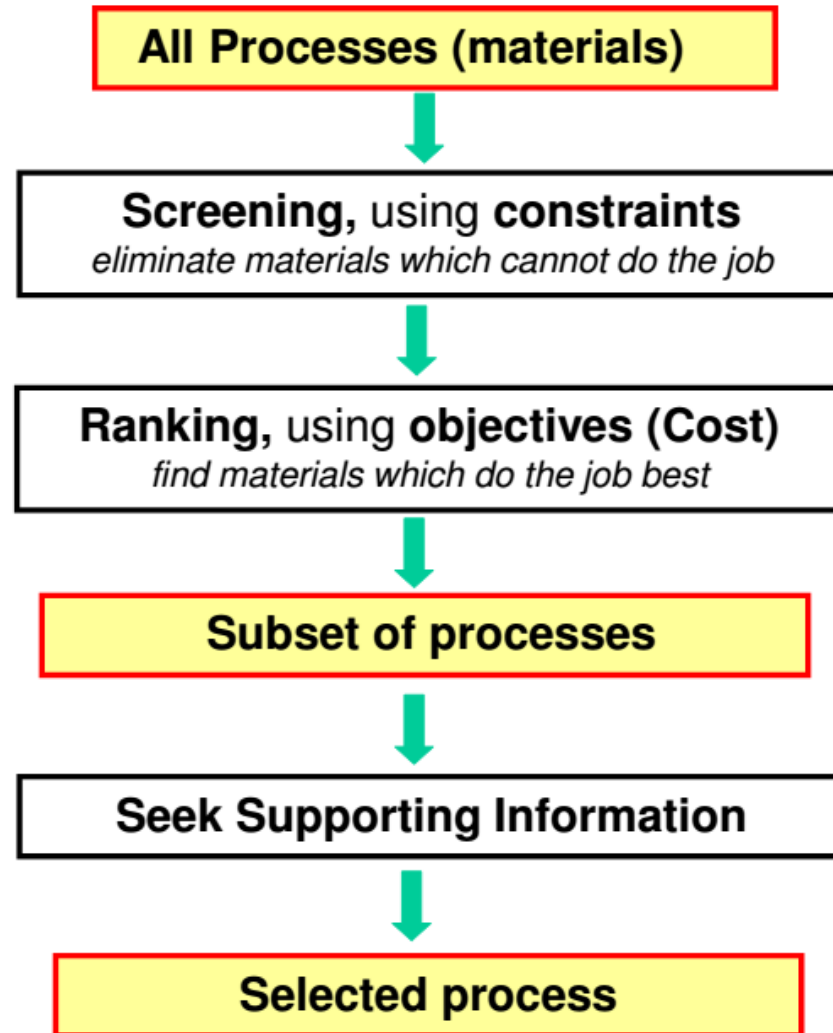 All Processes (materials)
Screening, using constraints
eliminate materials which cannot do the job
Ranking, using objectives (Cost)
find materials which do the job best
Subset of processes
Seek Supporting Information
Selected process